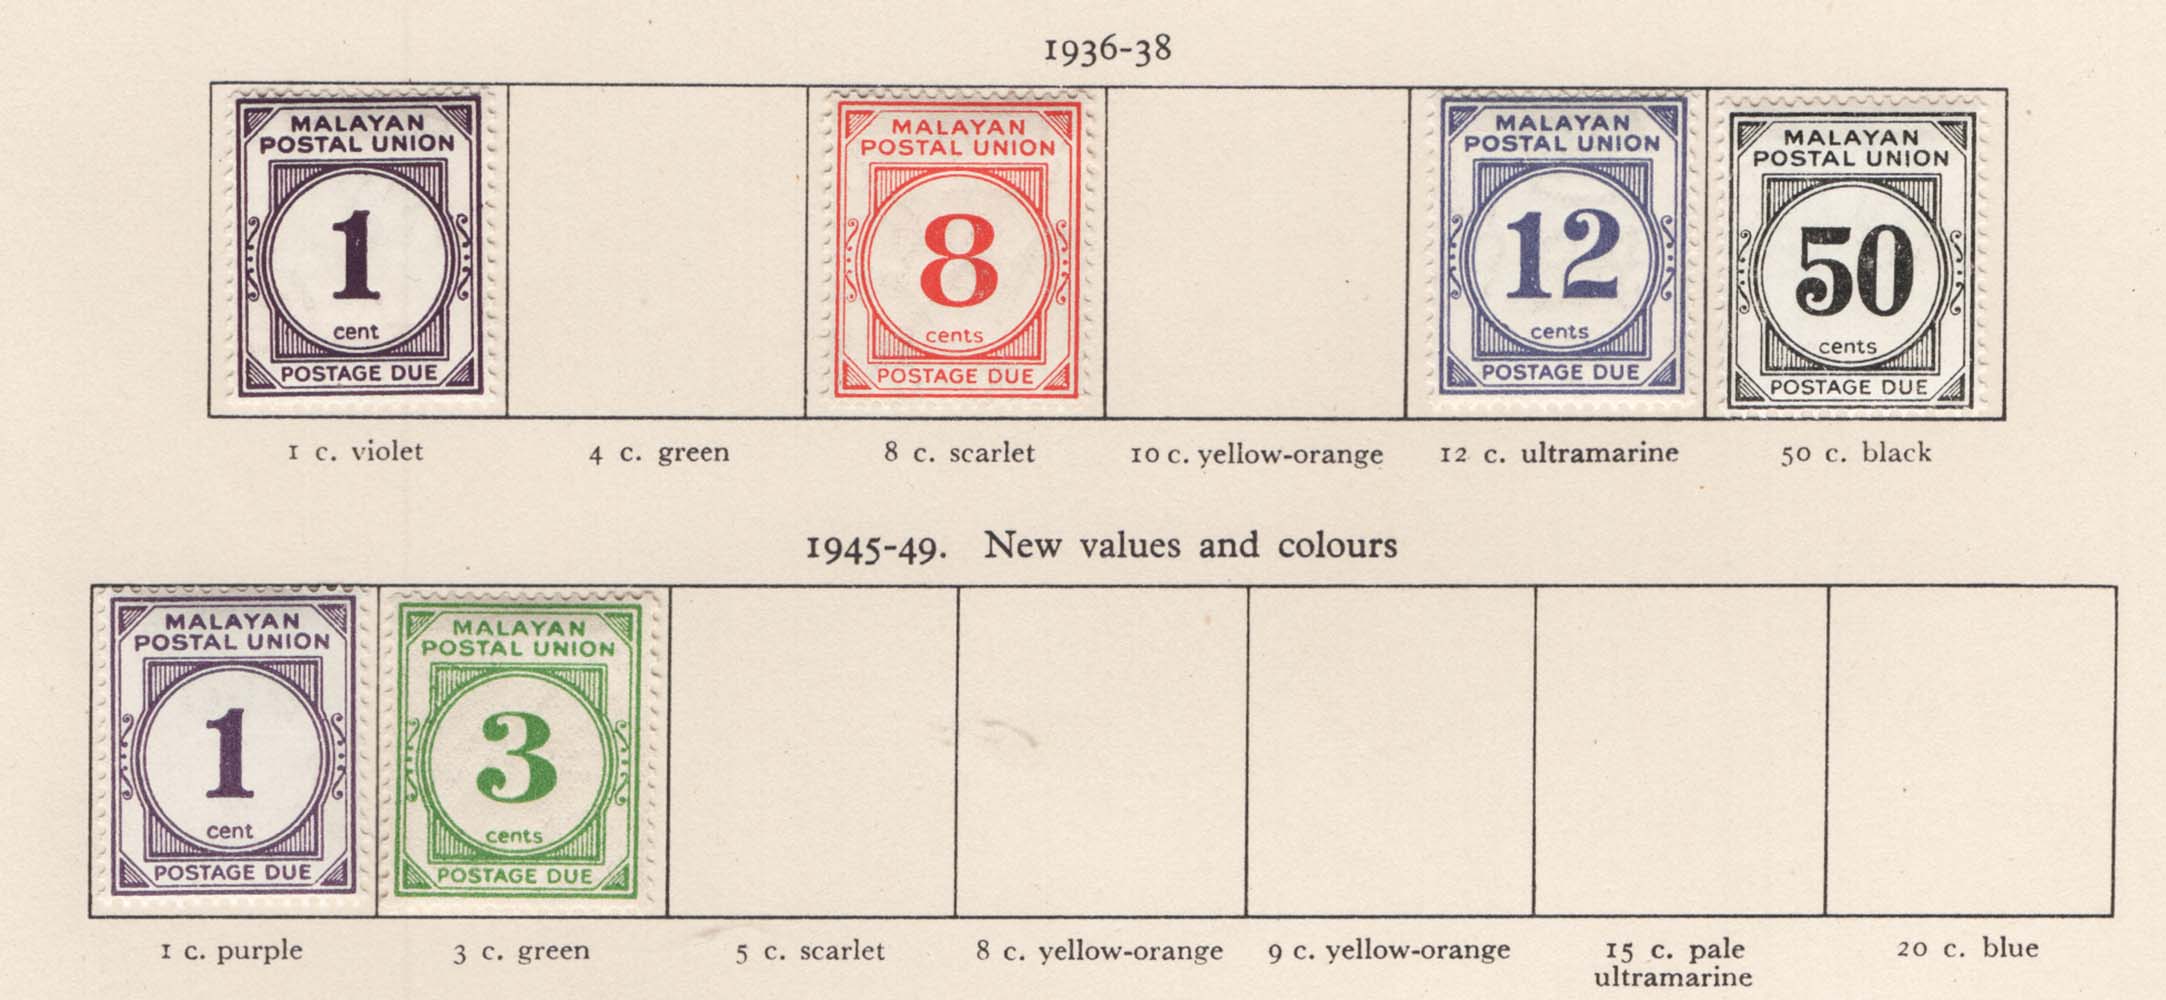 1936-38
MALAYAN
POSTAL UNION
1
cent
POSTAGE DUE
MALAYAN
POSTAL UNION
8
cents
POSTAGE DUE
MALAYAN
POSTAL UNION
12
cents
POSTAGE DUE
MALAYAN
POSTAL UNION
50
cents
POSTAGE DUE
1 c. violet
4 c. green
8 c. scarlet
10 c. yellow-orange
12 c. ultramarine
50 c. black
1945-49. New values and colours
MALAYAN
POSTAL UNION
1
cent
POSTAGE DUE
MALAYAN
POSTAL UNION
3
cents
POSTAGE DUE
1 c. purple
3 c. green
5 c. scarlet
8 c. yellow-orange
9 c. yellow-orange
15 c. pale
ultramarine
20 c. blue